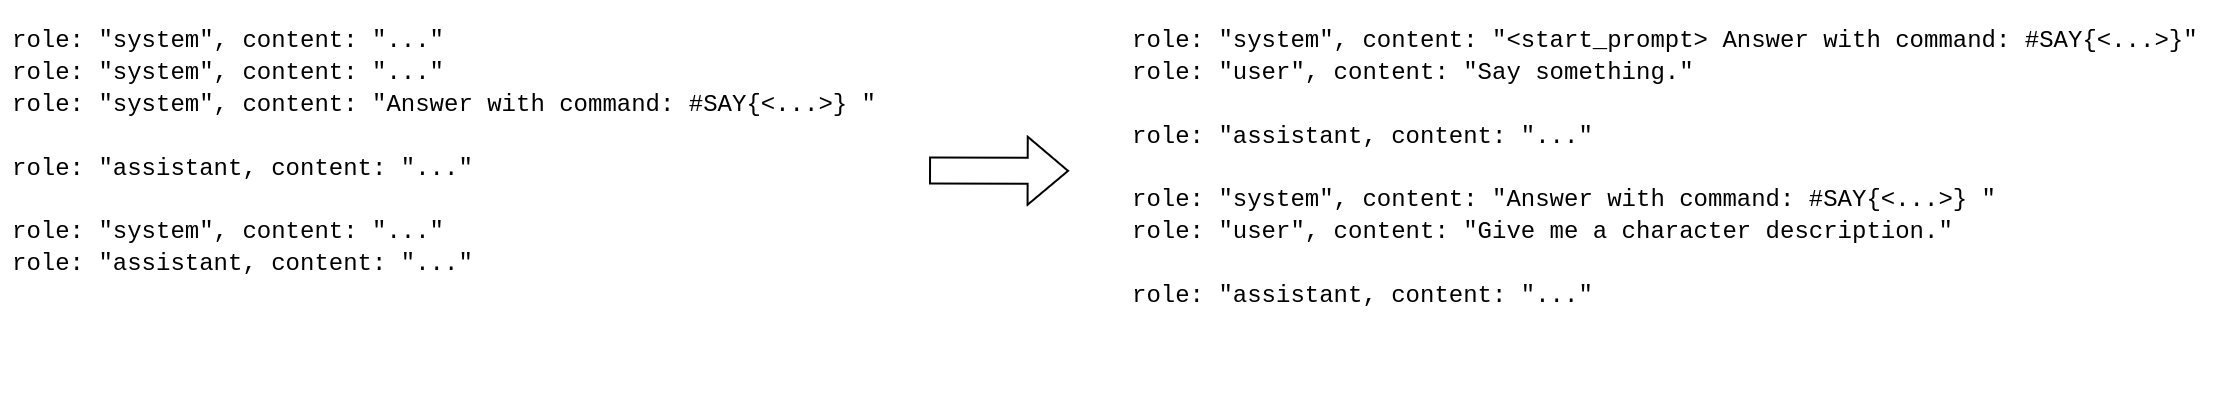 role: "system", content: "..."
role: "system", content: "..."
role: "system", content: "Answer with command: #SAY{<...>} "
role: "assistant, content: "..."
role: "system", content: "..."
role: "assistant, content: "..."
role: "system", content: "<start_prompt> Answer with command: #SAY{<...>}"
role: "user", content: "Say something."
role: "assistant, content: "..."
role: "system", content: "Answer with command: #SAY{<...>} "
role: "user", content: "Give me a character description."
role: "assistant, content: "..."